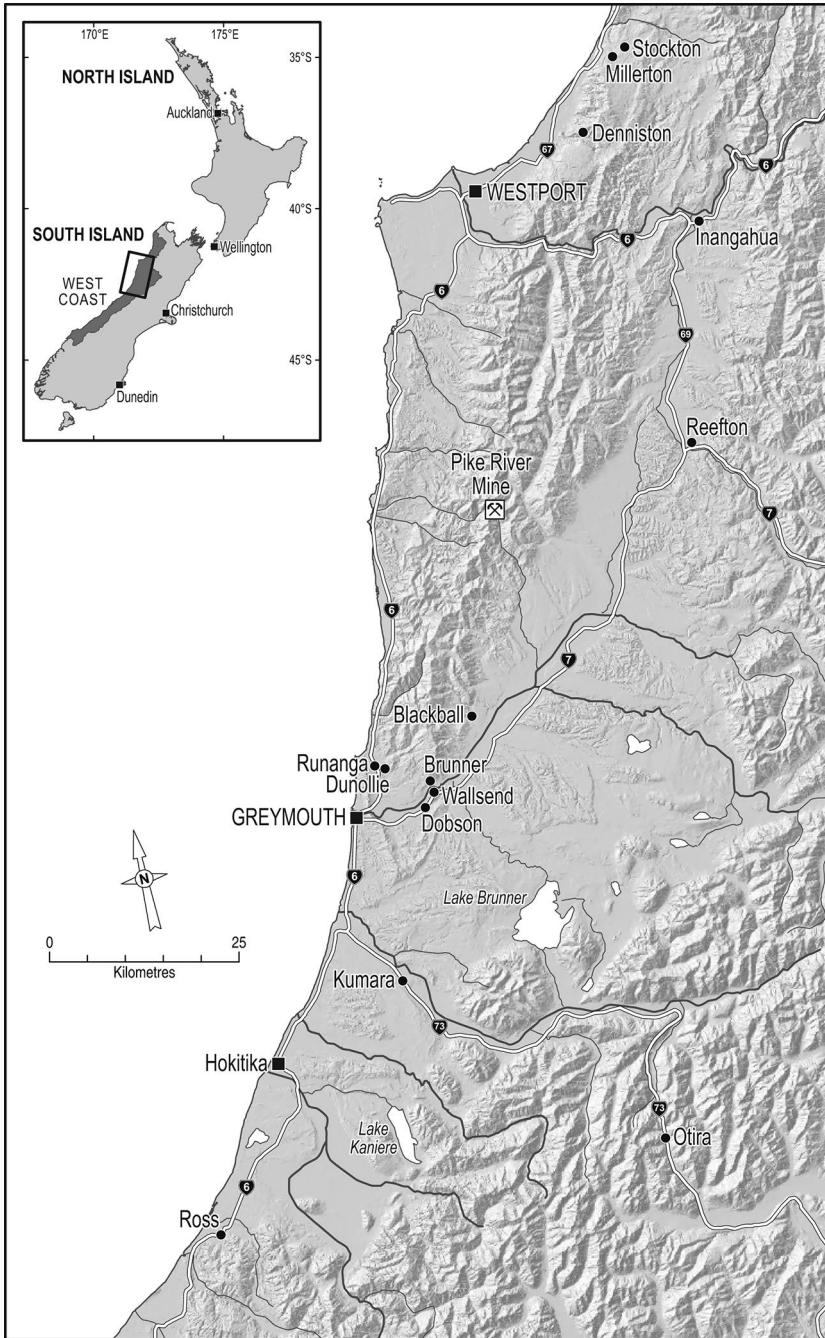 170°E
175°E
35°S
NORTH ISLAND
Auckland
40°S
SOUTH ISLAND
Wellington
WEST
COAST
Christchurch
45°S
Dunedin
Stockton
Millerton
Denniston
67
6
WESTPORT
Inangahua
6
6
69
Reefton
Pike River
Mine
7
6
7
Blackball
Runanga
Dunollie
Brunner
Wallsend
GREYMOUTH
Dobson
N
6
Lake Brunner
0
25
Kilometres
Kumara
73
Hokitika
73
Lake
Kaniere
Otira
6
Ross